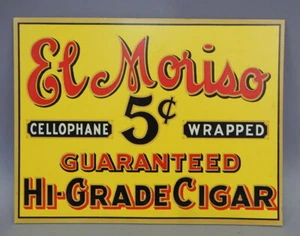 El Moriso
5¢
CELLOPHANE WRAPPED
GUARANTEED
HI-GRADE CIGAR